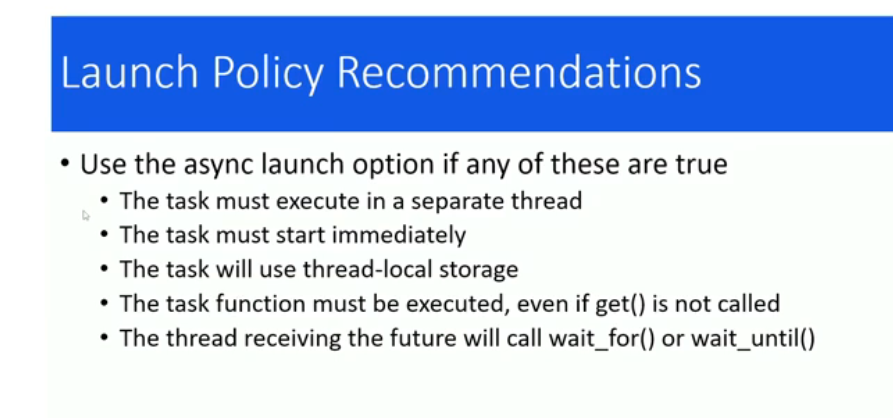 Launch Policy Recommendations
• Use the async launch option if any of these are true
• The task must execute in a separate thread
• The task must start immediately
• The task will use thread-local storage
• The task function must be executed, even if get() is not called
• The thread receiving the future will call wait_for() or wait_until()